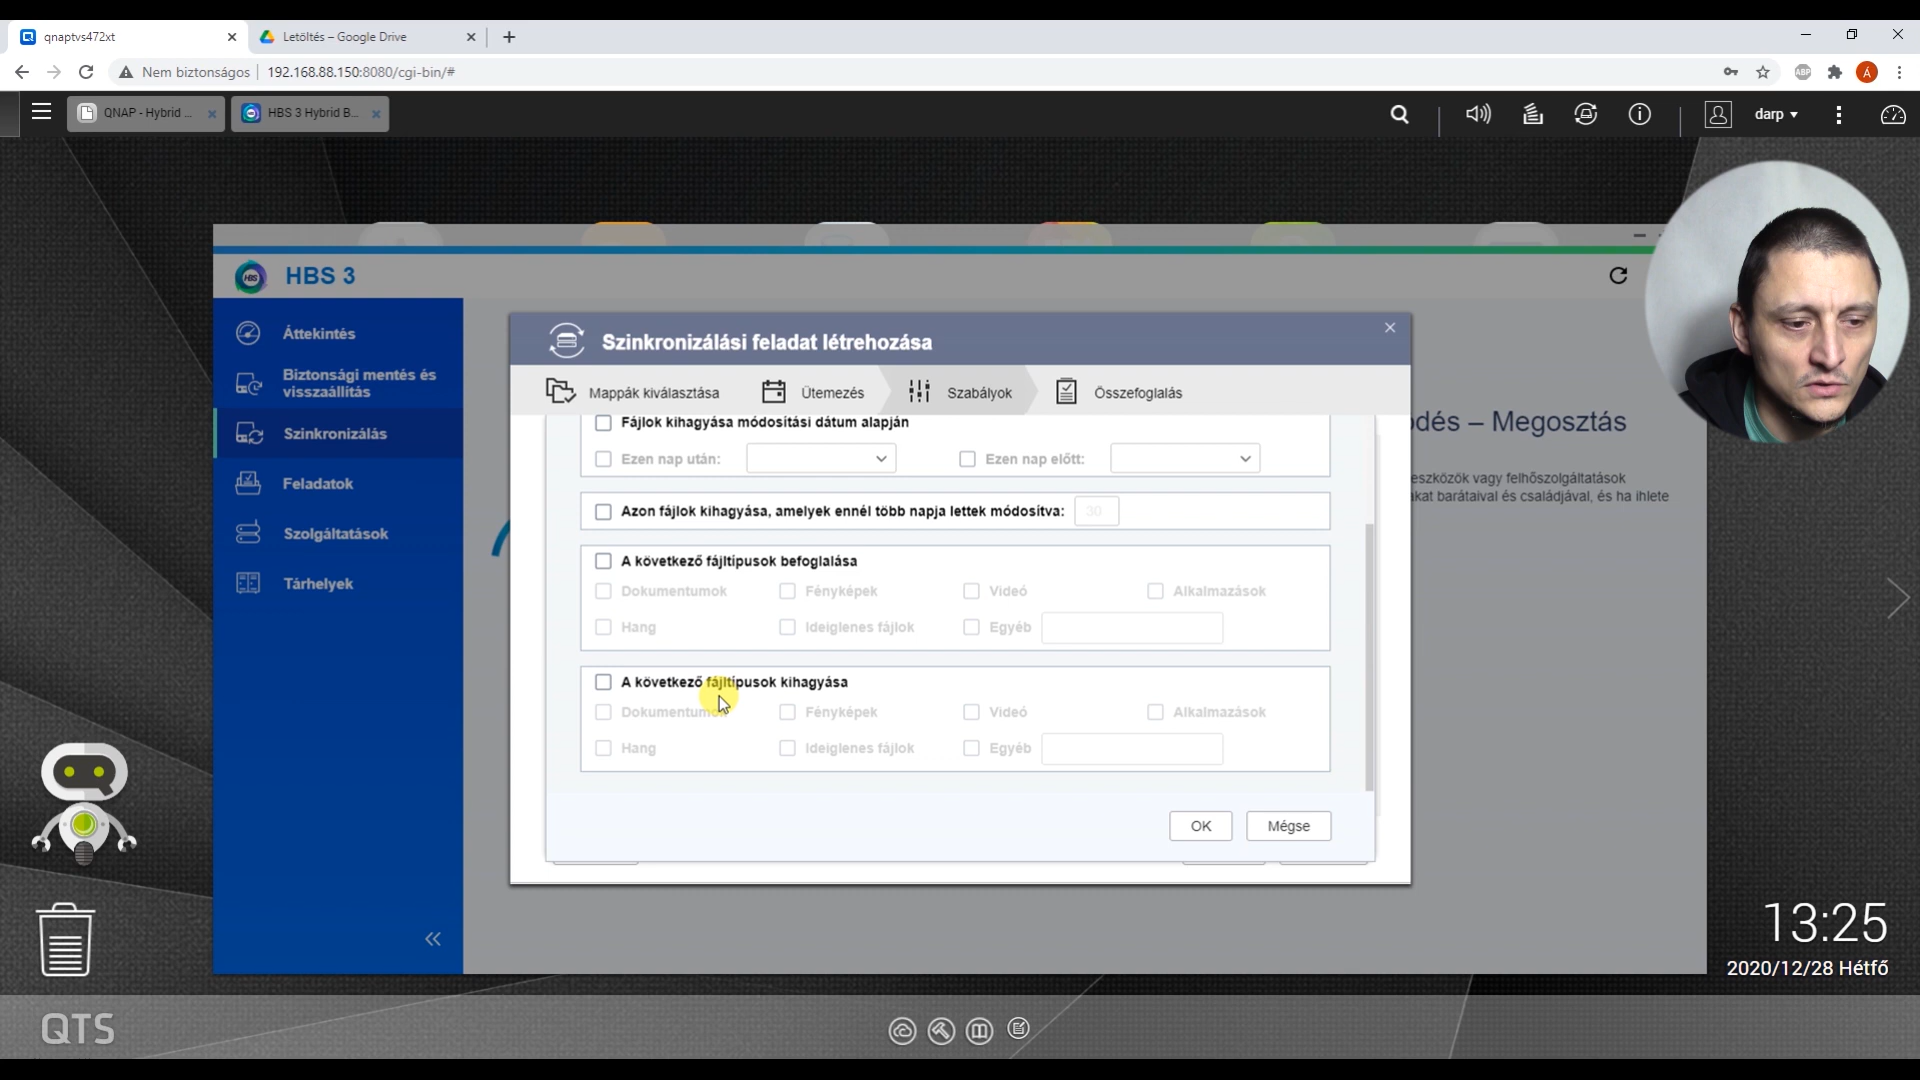 qnaptvs472xt
Letöltés – Google Drive
Nem biztonságos
192.168.88.150:8080/cgi-bin/#
ABP
Á
QNAP - Hybrid ...
HBS 3 Hybrid B...
darp
HBS
HBS 3
Áttekintés
Biztonsági mentés és
visszaállítás
Szinkronizálás
Feladatok
Szolgáltatások
Tárhelyek
Szinkronizálási feladat létrehozása
Mappák kiválasztása
Ütemezés
Szabályok
Összefoglalás
Fájlok kihagyása módosítási dátum alapján
Ezen nap után:
Ezen nap előtt:
Azon fájlok kihagyása, amelyek ennél több napja lettek módosítva:
30
A következő fájltípusok befoglalása
Dokumentumok
Fényképek
Videó
Alkalmazások
Hang
Ideiglenes fájlok
Egyéb
A következő fájltípusok kihagyása
Dokumentumok
Fényképek
Videó
Alkalmazások
Hang
Ideiglenes fájlok
Egyéb
OK
Mégse
dés – Megosztás
eszközök vagy felhőszolgáltatások
akat barátaival és családjával, és ha ihlete
13:25
2020/12/28 Hétfő
QTS